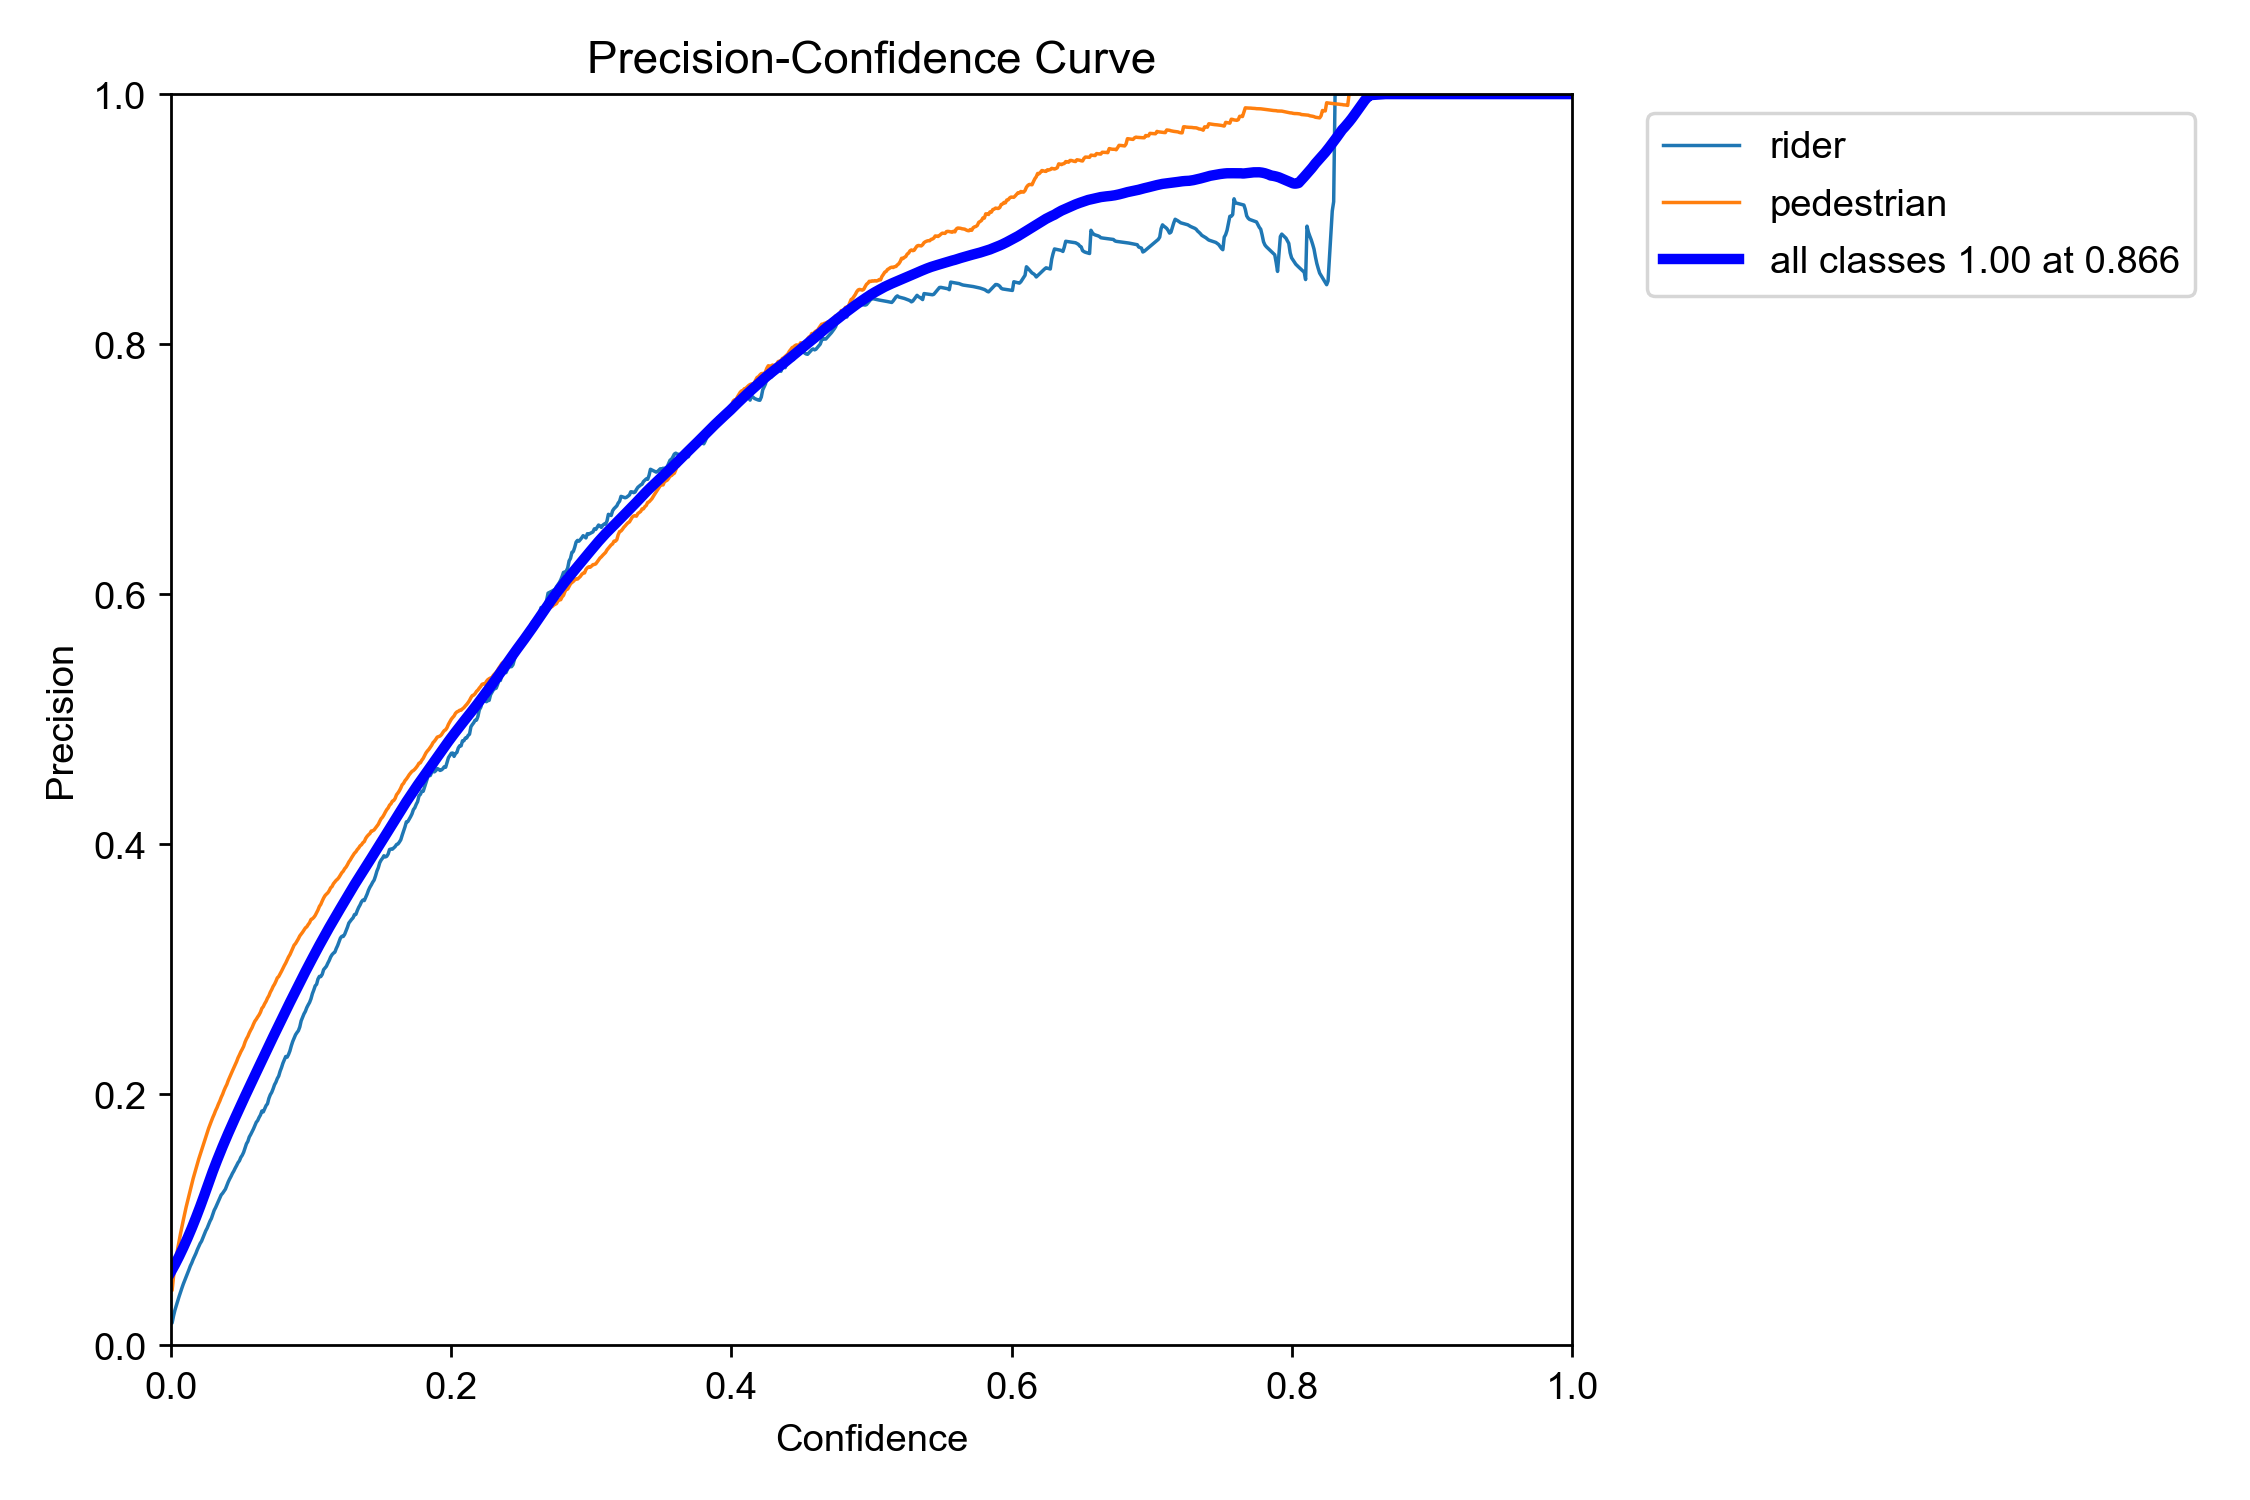 Precision-Confidence Curve
1.0
0.8
0.6
0.4
0.2
0.0
Precision
0.0 0.2 0.4 0.6 0.8 1.0
Confidence
rider
pedestrian
all classes 1.00 at 0.866